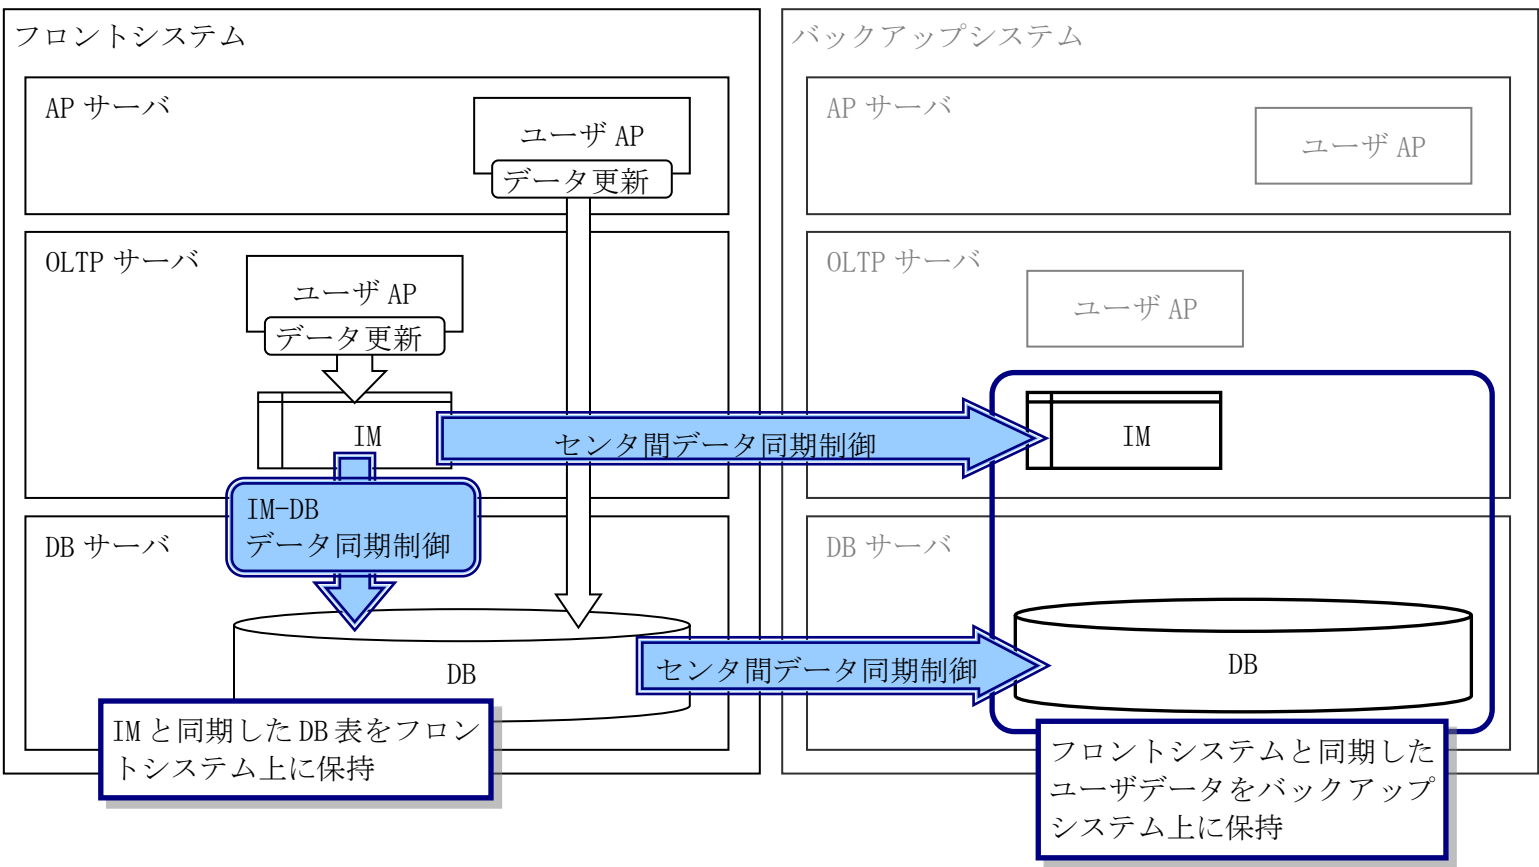 フロントシステム
AP サーバ
ユーザ AP
データ更新
OLTP サーバ
ユーザ AP
データ更新
IM
センタ間データ同期制御
IM-DB
データ同期制御
DB サーバ
DB
センタ間データ同期制御
IM と同期した DB 表をフロン
トシステム上に保持
バックアップシステム
AP サーバ
ユーザ AP
OLTP サーバ
ユーザ AP
IM
DB サーバ
DB
フロントシステムと同期した
ユーザデータをバックアップ
システム上に保持